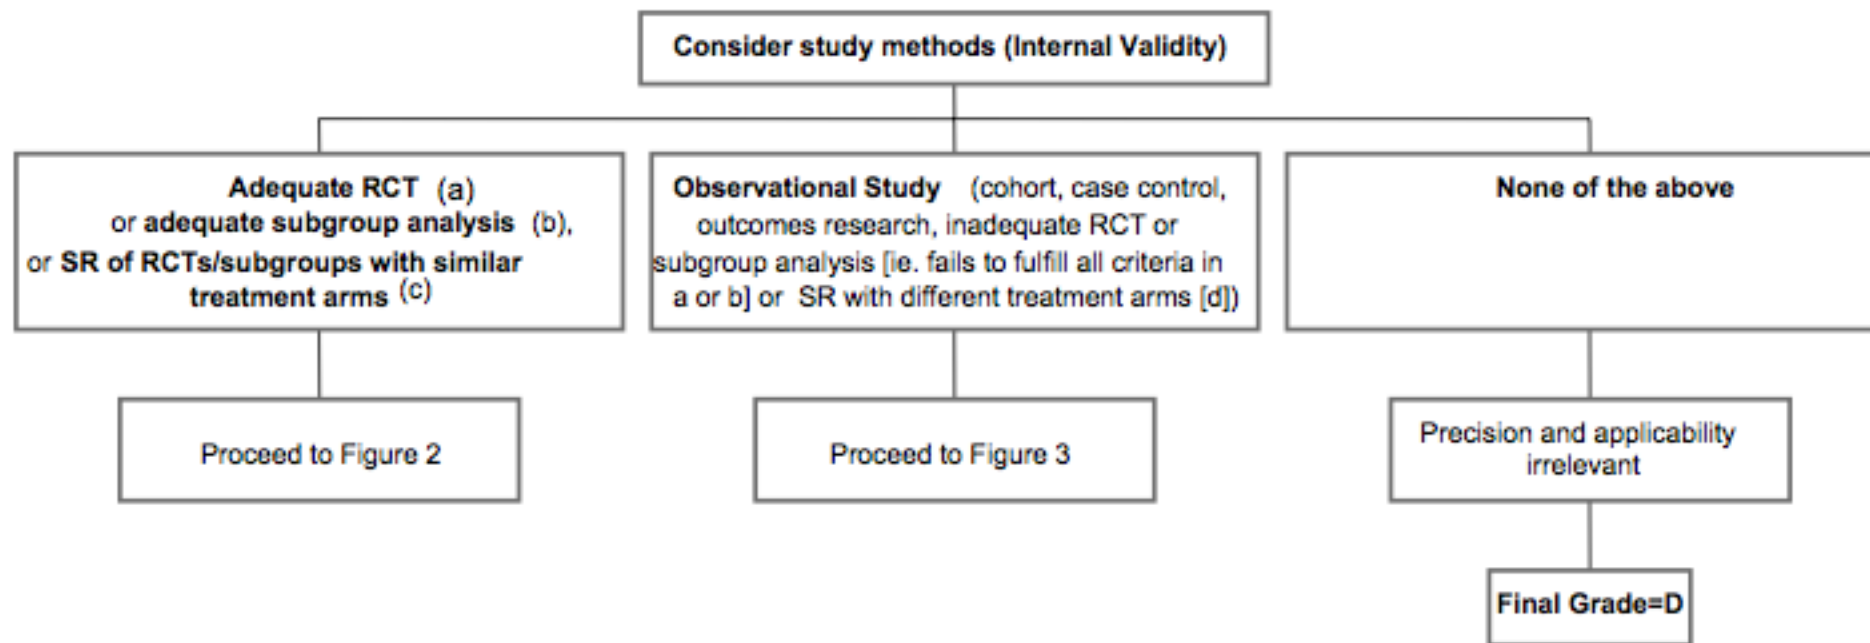 Consider study methods (Internal Validity)
Adequate RCT (a)
or adequate subgroup analysis (b),
or SR of RCTs/subgroups with similar
treatment arms (c)
Observational Study (cohort, case control,
outcomes research, inadequate RCT or
subgroup analysis [ie. fails to fulfill all criteria in
a or b] or SR with different treatment arms [d])
None of the above
Proceed to Figure 2
Proceed to Figure 3
Precision and applicability
irrelevant
Final Grade=D